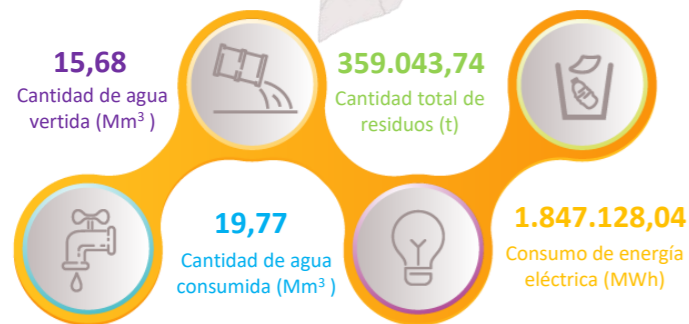 15,68
Cantidad de agua
vertida (Mm³ )
359.043,74
Cantidad total de
residuos (t)
19,77
Cantidad de agua
consumida (Mm³ )
1.847.128,04
Consumo de energía
eléctrica (MWh)